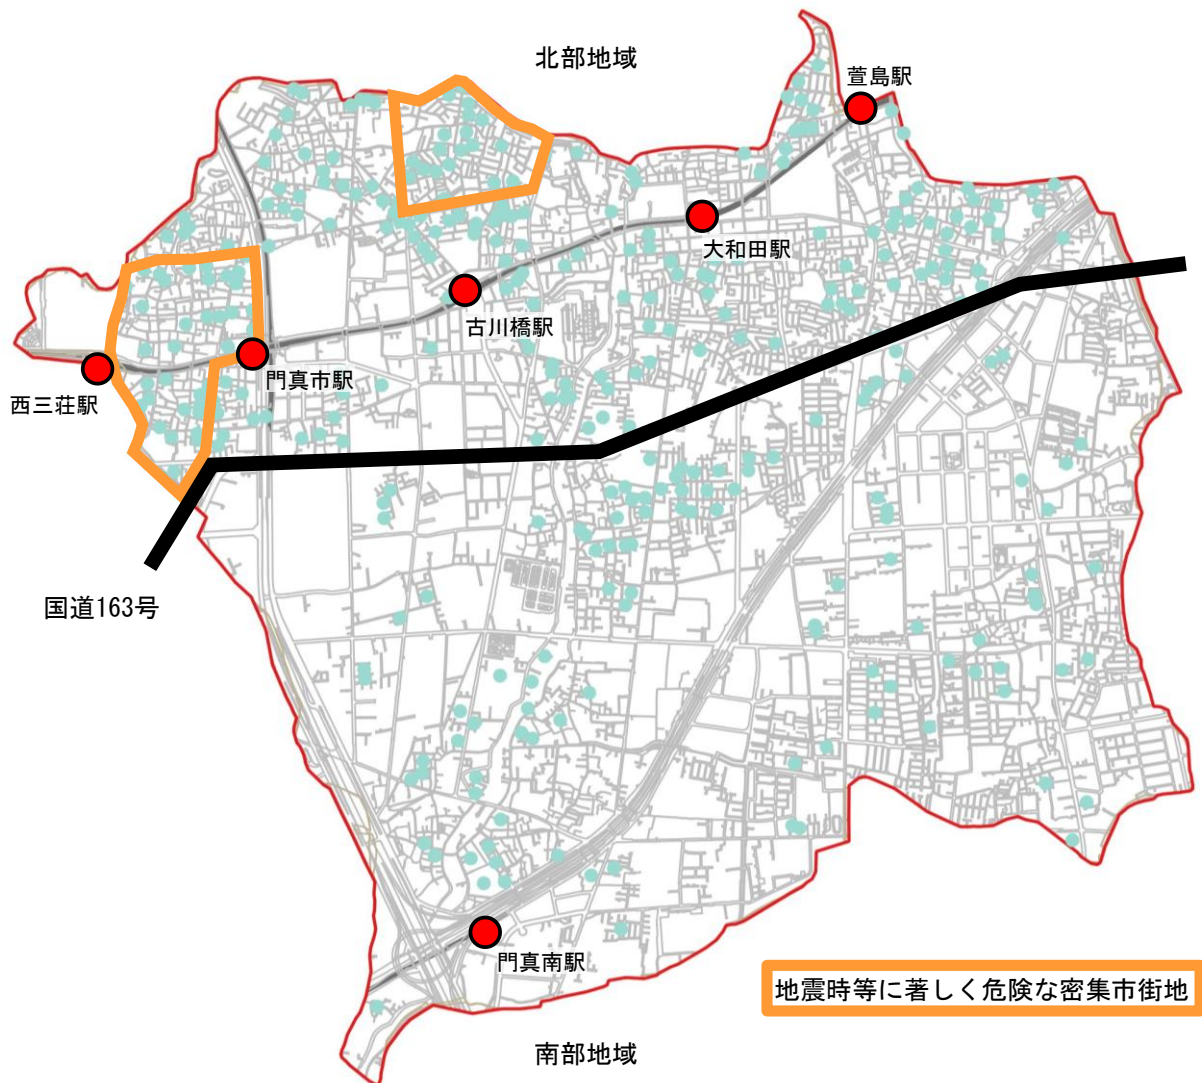 北部地域
萱島駅
大和田駅
古川橋駅
門真市駅
西三荘駅
国道163号
門真南駅
地震時等に著しく危険な密集市街地
南部地域